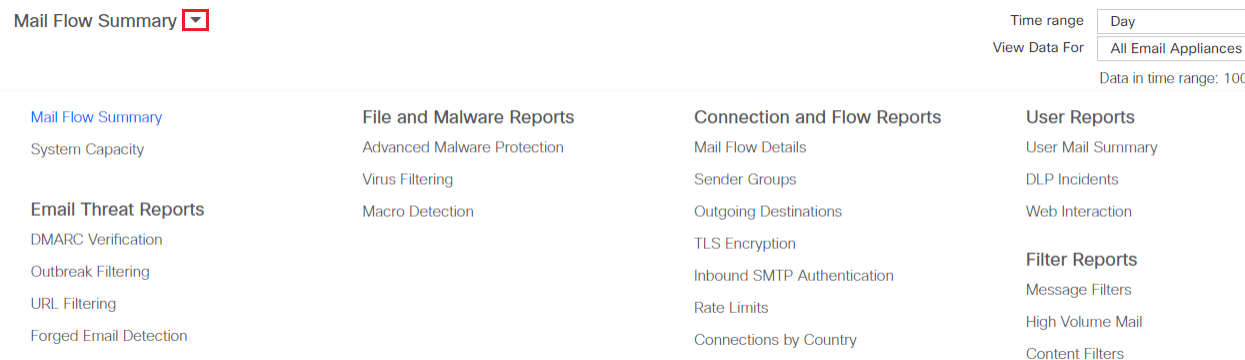 Mail Flow Summary
Time range
Day
View Data For
All Email Appliances
Data in time range: 100
Mail Flow Summary
System Capacity
Email Threat Reports
DMARC Verification
Outbreak Filtering
URL Filtering
Forged Email Detection
File and Malware Reports
Advanced Malware Protection
Virus Filtering
Macro Detection
Connection and Flow Reports
Mail Flow Details
Sender Groups
Outgoing Destinations
TLS Encryption
Inbound SMTP Authentication
Rate Limits
Connections by Country
User Reports
User Mail Summary
DLP Incidents
Web Interaction
Filter Reports
Message Filters
High Volume Mail
Content Filters